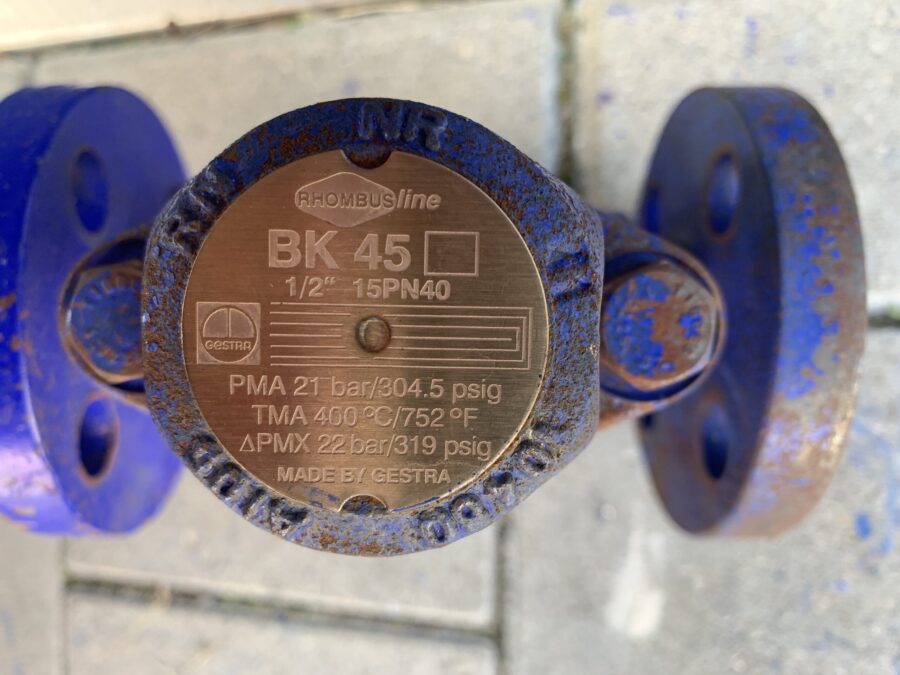 NR
RHOMBUSline
BK 45
1/2" 15PN40
GESTRA
PMA 21 bar/304.5 psig
TMA 400 °C/752 °F
ΔPMX 22 bar/319 psig
MADE BY GESTRA